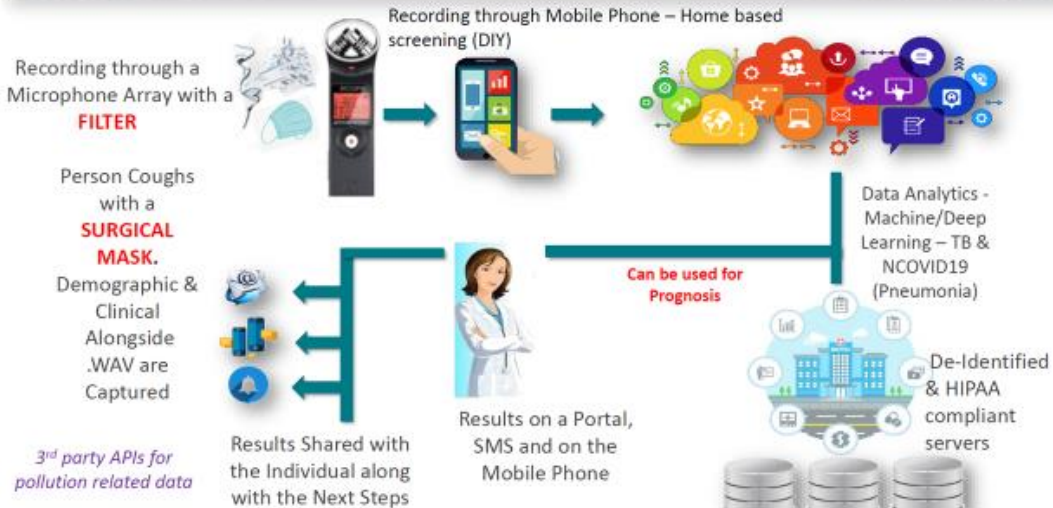 Recording through Mobile Phone – Home based
screening (DIY)
Recording through a
Microphone Array with a
FILTER
Person Coughs
with a
SURGICAL
MASK.
Demographic &
Clinical
Alongside
.WAV are
Captured
3rd party APIs for
pollution related data
Data Analytics -
Machine/Deep
Learning – TB &
NCOVID19
(Pneumonia)
Can be used for
Prognosis
De-Identified
& HIPAA
compliant
servers
Results on a Portal,
SMS and on the
Mobile Phone
Results Shared with
the Individual along
with the Next Steps